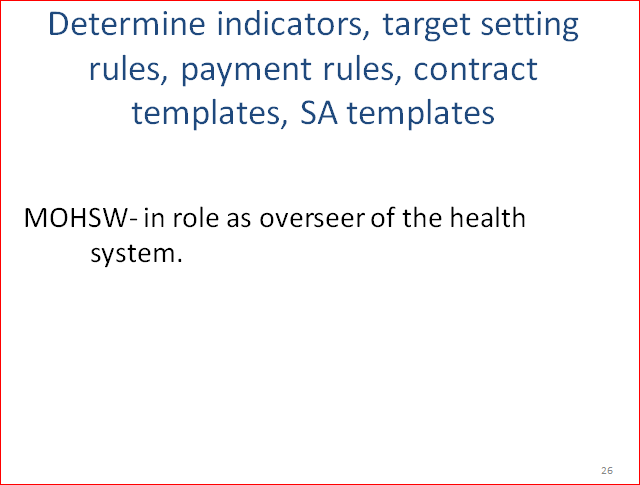 Determine indicators, target setting
rules, payment rules, contract
templates, SA templates
MOHSW- in role as overseer of the health
system.
26